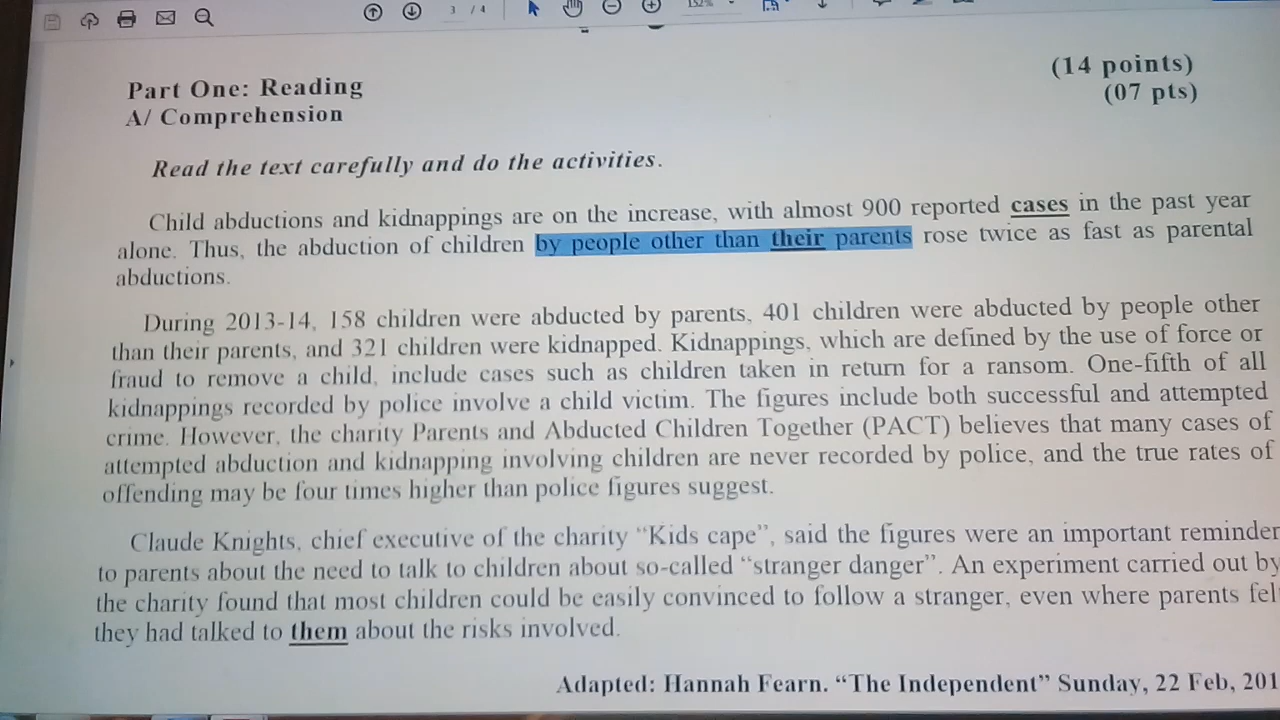 3 / 4
Part One: Reading
(14 points)
(07 pts)
A/ Comprehension
Read the text carefully and do the activities.
Child abductions and kidnappings are on the increase, with almost 900 reported cases in the past year
alone. Thus, the abduction of children by people other than their parents rose twice as fast as parental
abductions.
During 2013-14, 158 children were abducted by parents, 401 children were abducted by people other
than their parents, and 321 children were kidnapped. Kidnappings, which are defined by the use of force or
fraud to remove a child, include cases such as children taken in return for a ransom. One-fifth of all
kidnappings recorded by police involve a child victim. The figures include both successful and attempted
crime. However, the charity Parents and Abducted Children Together (PACT) believes that many cases of
attempted abduction and kidnapping involving children are never recorded by police, and the true rates of
offending may be four times higher than police figures suggest.
Claude Knights, chief executive of the charity “Kids cape”, said the figures were an important reminder
to parents about the need to talk to children about so-called “stranger danger”. An experiment carried out by
the charity found that most children could be easily convinced to follow a stranger, even where parents fel
they had talked to them about the risks involved.
Adapted: Hannah Fearn. “The Independent” Sunday, 22 Feb, 201